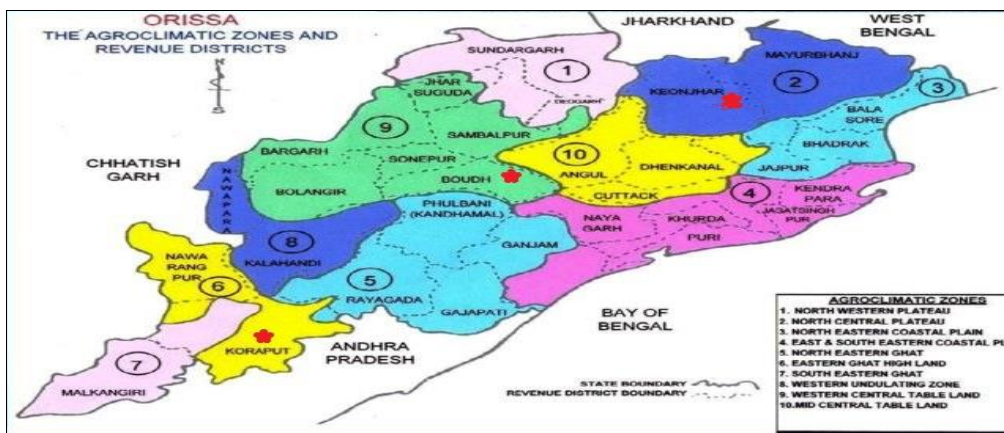 ORISSA
THE AGROCLIMATIC ZONES AND
REVENUE DISTRICTS
JHARKHAND
WEST
BENGAL
SUNDARGARH
1
MAYURBHANJ
2
KEONJHAR
3
JHAR
SUGUDA
DEOGARH
BALA
SORE
9
SAMBALPUR
BHADRAK
BARGARH
10
CHHATISH
GARH
SONEPUR
ANGUL
DHENKANAL
JAJPUR
BOLANGIR
BOUDH
CUTTACK
4
KENDRA
PARA
NAWAPARA
PHULBANI
(KANDHAMAL)
NAYA
GARH
KHURDA
JAGATSINGH
PUR
PURI
8
KALAHANDI
GANJAM
NAWA
RANG
PUR
6
5
RAYAGADA
GAJAPATI
BAY OF
BENGAL
KORAPUT
ANDHRA
PRADESH
7
MALKANGIRI
STATE BOUNDARY
REVENUE DISTRICT BOUNDARY
AGROCLIMATIC ZONES
1. NORTH WESTERN PLATEAU
2. NORTH CENTRAL PLATEAU
3. NORTH EASTERN COASTAL PLAIN
4. EAST & SOUTH EASTERN COASTAL PL
5. NORTH EASTERN GHAT
6. EASTERN GHAT HIGH LAND
7. SOUTH EASTERN GHAT
8. WESTERN UNDULATING ZONE
9. WESTERN CENTRAL TABLE LAND
10.MID CENTRAL TABLE LAND